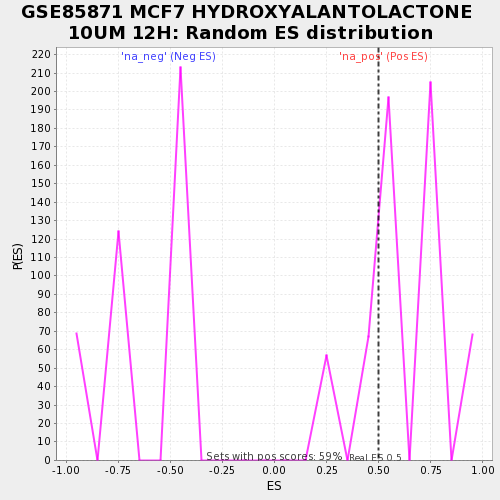 GSE85871 MCF7 HYDROXYALANTOLACTONE
10UM 12H: Random ES distribution
'na_neg' (Neg ES)
'na_pos' (Pos ES)
220
210
200
190
180
170
160
150
140
130
120
110
100
90
80
70
60
50
40
30
20
10
0
P(ES)
Sets with pos scores: 59%
Real ES 0.5
-1.00 -0.75 -0.50 -0.25 0.00 0.25 0.50 0.75 1.00
ES